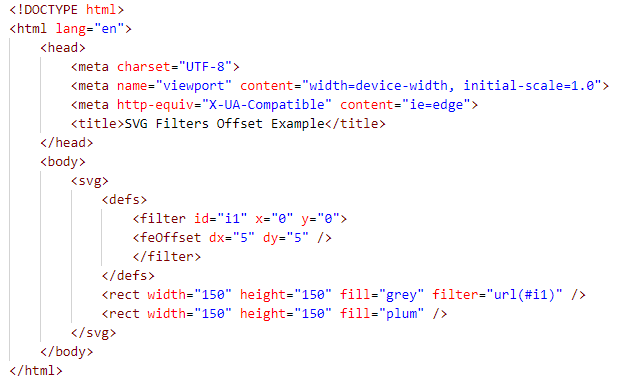 <!DOCTYPE html>
<html lang="en">
<head>
<meta charset="UTF-8">
<meta name="viewport" content="width=device-width, initial-scale=1.0">
<meta http-equiv="X-UA-Compatible" content="ie=edge">
<title>SVG Filters Offset Example</title>
</head>
<body>
<svg>
<defs>
<filter id="i1" x="0" y="0">
<feOffset dx="5" dy="5" />
</filter>
</defs>
<rect width="150" height="150" fill="grey" filter="url(#i1)" />
<rect width="150" height="150" fill="plum" />
</svg>
</body>
</html>